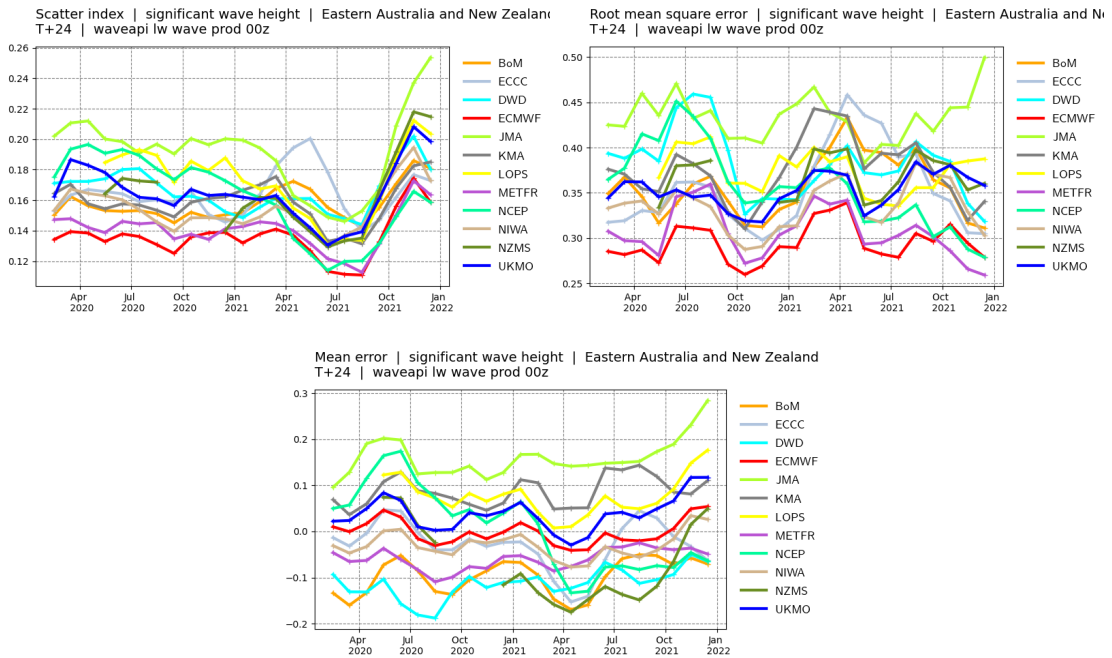 Scatter index | significant wave height | Eastern Australia and New Zealand
T+24 | waveapi lw wave prod 00z
0.26
0.24
0.22
0.20
0.18
0.16
0.14
0.12
Apr 2020
Jul 2020
Oct 2020
Jan 2021
Apr 2021
Jul 2021
Oct 2021
Jan 2022
BoM
ECCC
DWD
ECMWF
JMA
KMA
LOPS
METFR
NCEP
NIWA
NZMS
UKMO
Root mean square error | significant wave height | Eastern Australia and Ne
T+24 | waveapi lw wave prod 00z
0.50
0.45
0.40
0.35
0.30
0.25
Apr 2020
Jul 2020
Oct 2020
Jan 2021
Apr 2021
Jul 2021
Oct 2021
Jan 2022
BoM
ECCC
DWD
ECMWF
JMA
KMA
LOPS
METFR
NCEP
NIWA
NZMS
UKMO
Mean error | significant wave height | Eastern Australia and New Zealand
T+24 | waveapi lw wave prod 00z
0.3
0.2
0.1
0.0
−0.1
−0.2
Apr 2020
Jul 2020
Oct 2020
Jan 2021
Apr 2021
Jul 2021
Oct 2021
Jan 2022
BoM
ECCC
DWD
ECMWF
JMA
KMA
LOPS
METFR
NCEP
NIWA
NZMS
UKMO